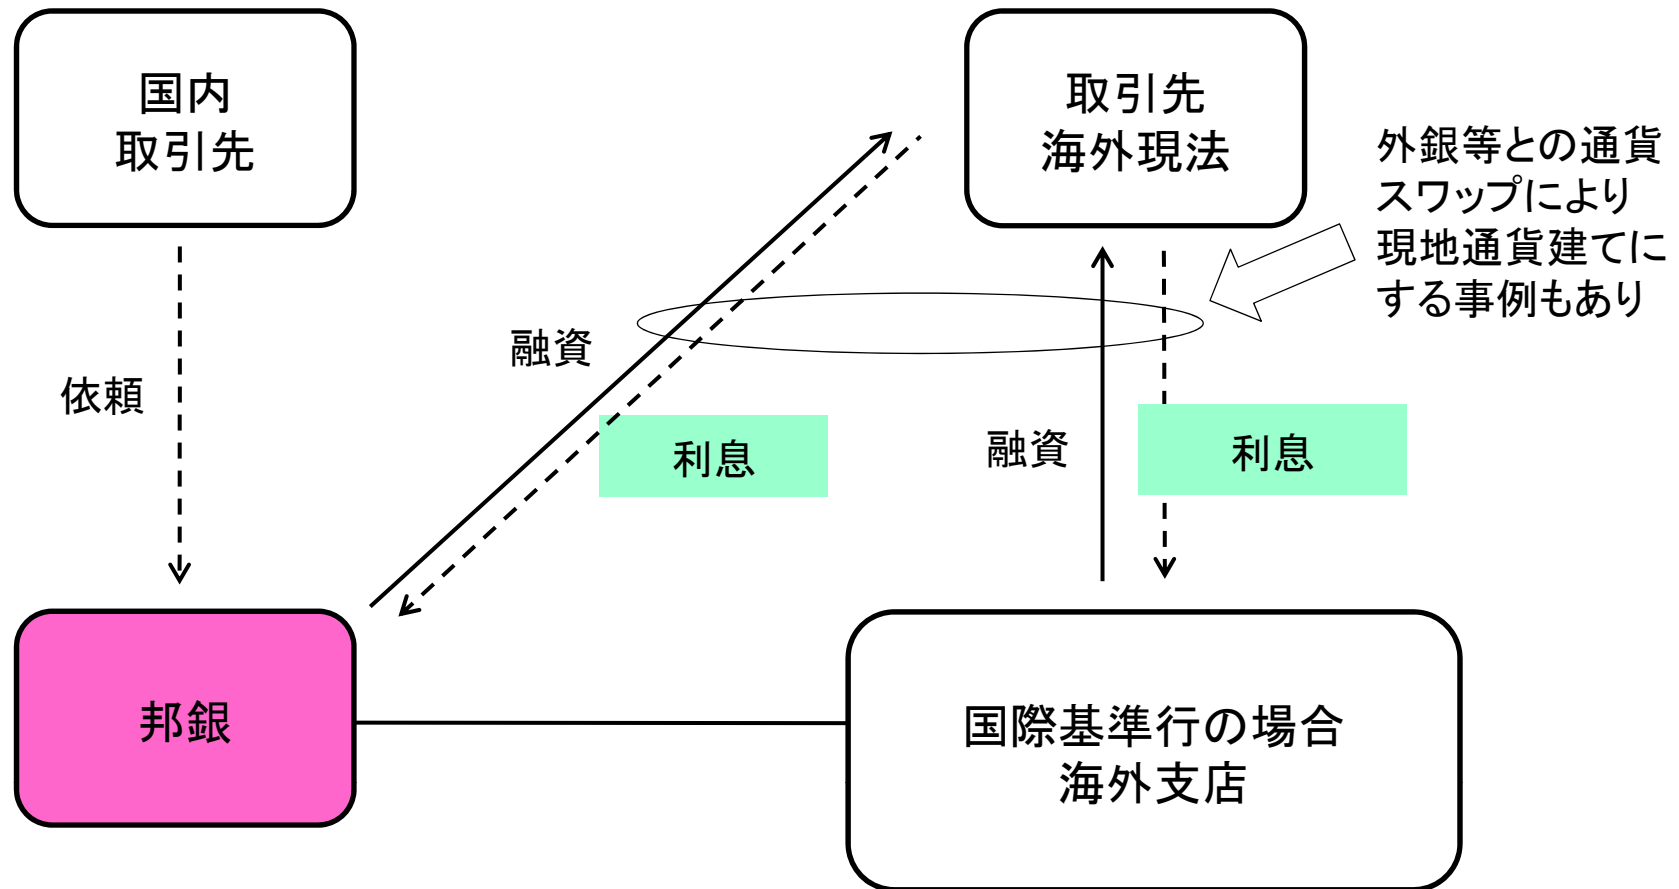 国内
取引先
取引先
海外現法
外銀等との通貨
スワップにより
現地通貨建てに
する事例もあり
融資
依頼
利息
融資
利息
邦銀
国際基準行の場合
海外支店